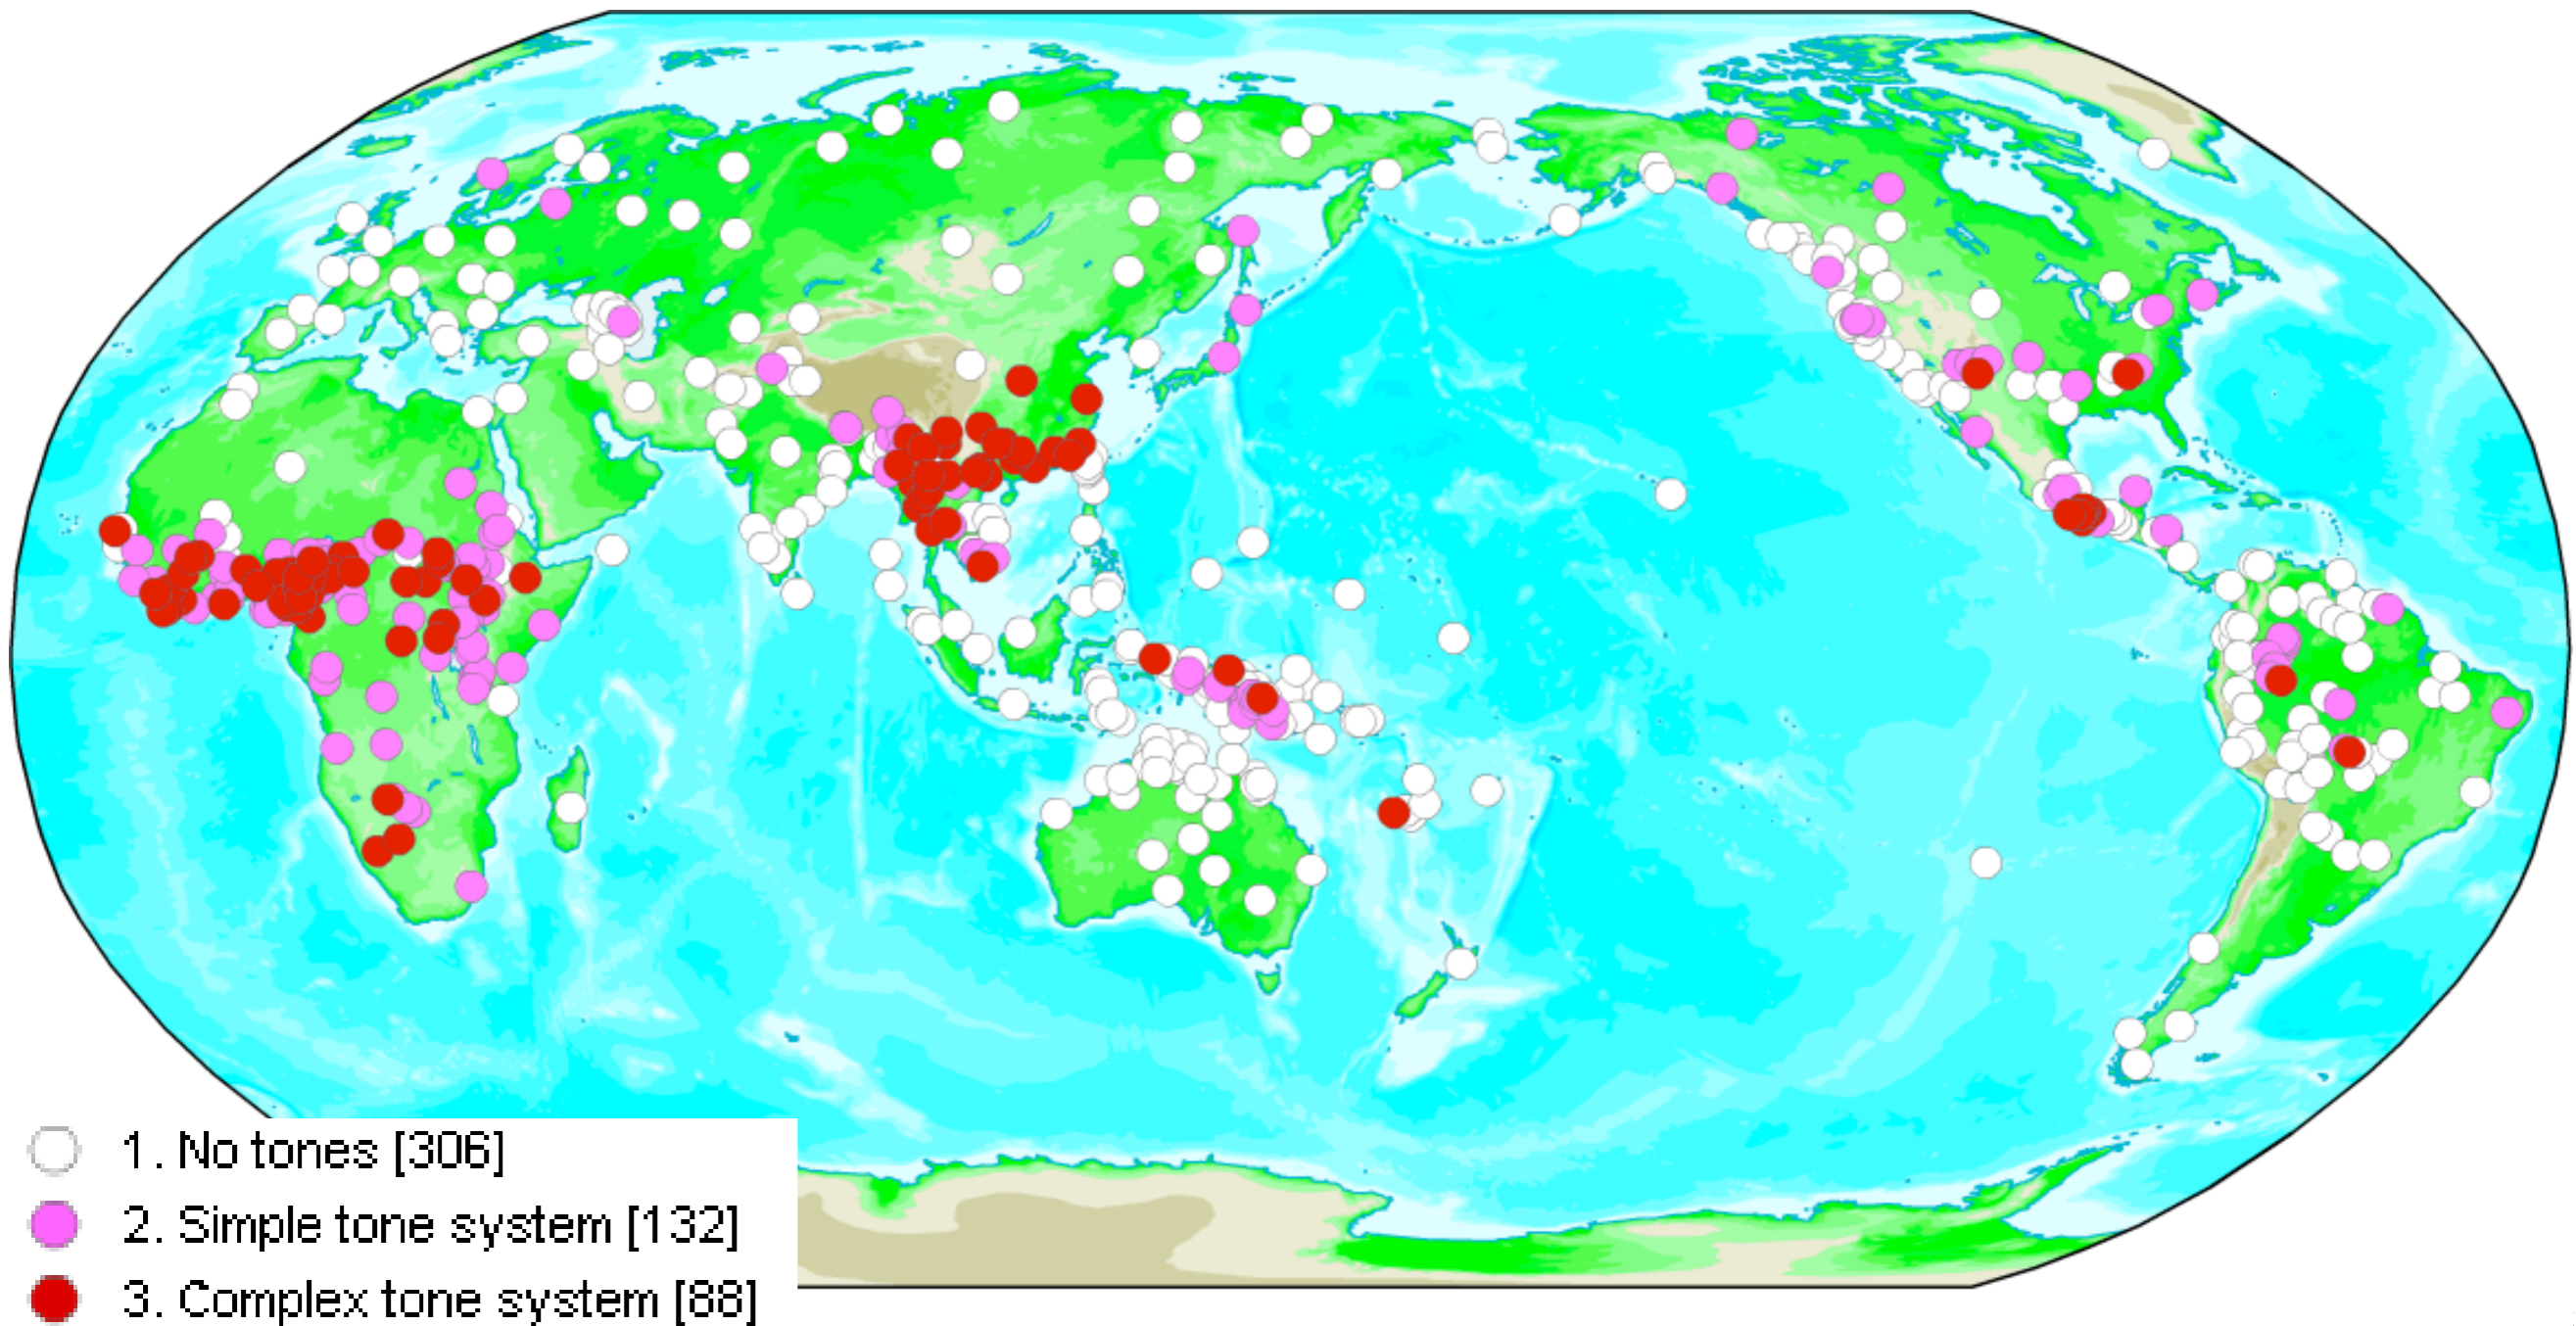 1. No tones [306]
2. Simple tone system [132]
3. Complex tone system [88]